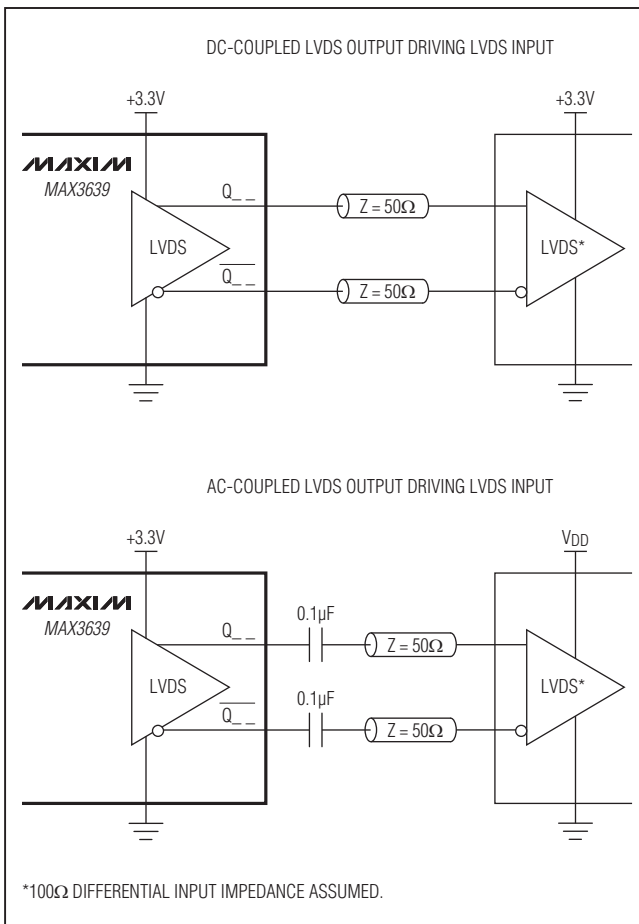 DC-COUPLED LVDS OUTPUT DRIVING LVDS INPUT
+3.3V +3.3V
MAXIM
MAX3639
Q_ _
Z = 50Ω
LVDS LVDS*
Q_ _
Z = 50Ω
AC-COUPLED LVDS OUTPUT DRIVING LVDS INPUT
+3.3V VDD
MAXIM
MAX3639
0.1µF
Q_ _
Z = 50Ω
LVDS LVDS*
0.1µF
Q_ _
Z = 50Ω
*100Ω DIFFERENTIAL INPUT IMPEDANCE ASSUMED.